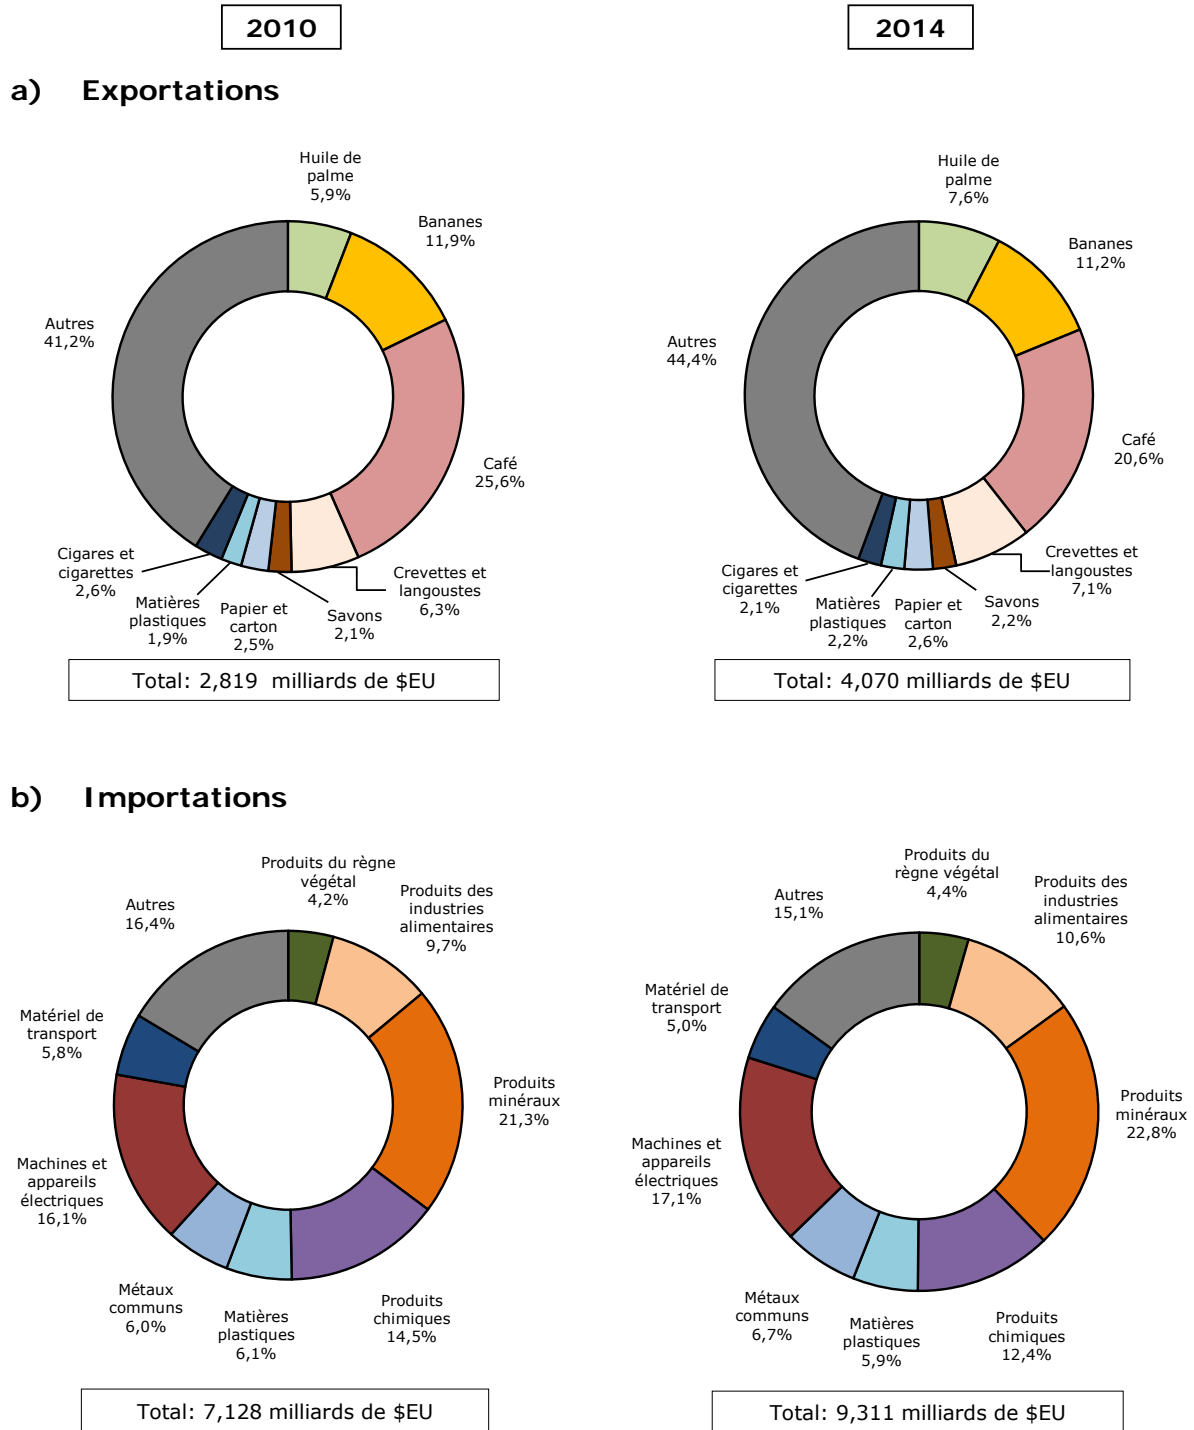 2010
2014
a) Exportations
Huile de
palme
5,9%
Bananes
11,9%
Café
25,6%
Crevettes et
langoustes
6,3%
Savons
2,1%
Papier et
carton
2,5%
Matières
plastiques
1,9%
Cigares et
cigarettes
2,6%
Autres
41,2%
Total: 2,819 milliards de $EU
Huile de
palme
7,6%
Bananes
11,2%
Café
20,6%
Crevettes et
langoustes
7,1%
Savons
2,2%
Papier et
carton
2,6%
Matières
plastiques
2,2%
Cigares et
cigarettes
2,1%
Autres
44,4%
Total: 4,070 milliards de $EU
b) Importations
Produits du règne
végétal
4,2%
Produits des
industries
alimentaires
9,7%
Produits
minéraux
21,3%
Produits
chimiques
14,5%
Matières
plastiques
6,1%
Métaux
communs
6,0%
Machines et
appareils
électriques
16,1%
Matériel de
transport
5,8%
Autres
16,4%
Total: 7,128 milliards de $EU
Produits du
règne végétal
4,4%
Produits des
industries
alimentaires
10,6%
Produits
minéraux
22,8%
Produits
chimiques
12,4%
Matières
plastiques
5,9%
Métaux
communs
6,7%
Machines et
appareils
électriques
17,1%
Matériel de
transport
5,0%
Autres
15,1%
Total: 9,311 milliards de $EU